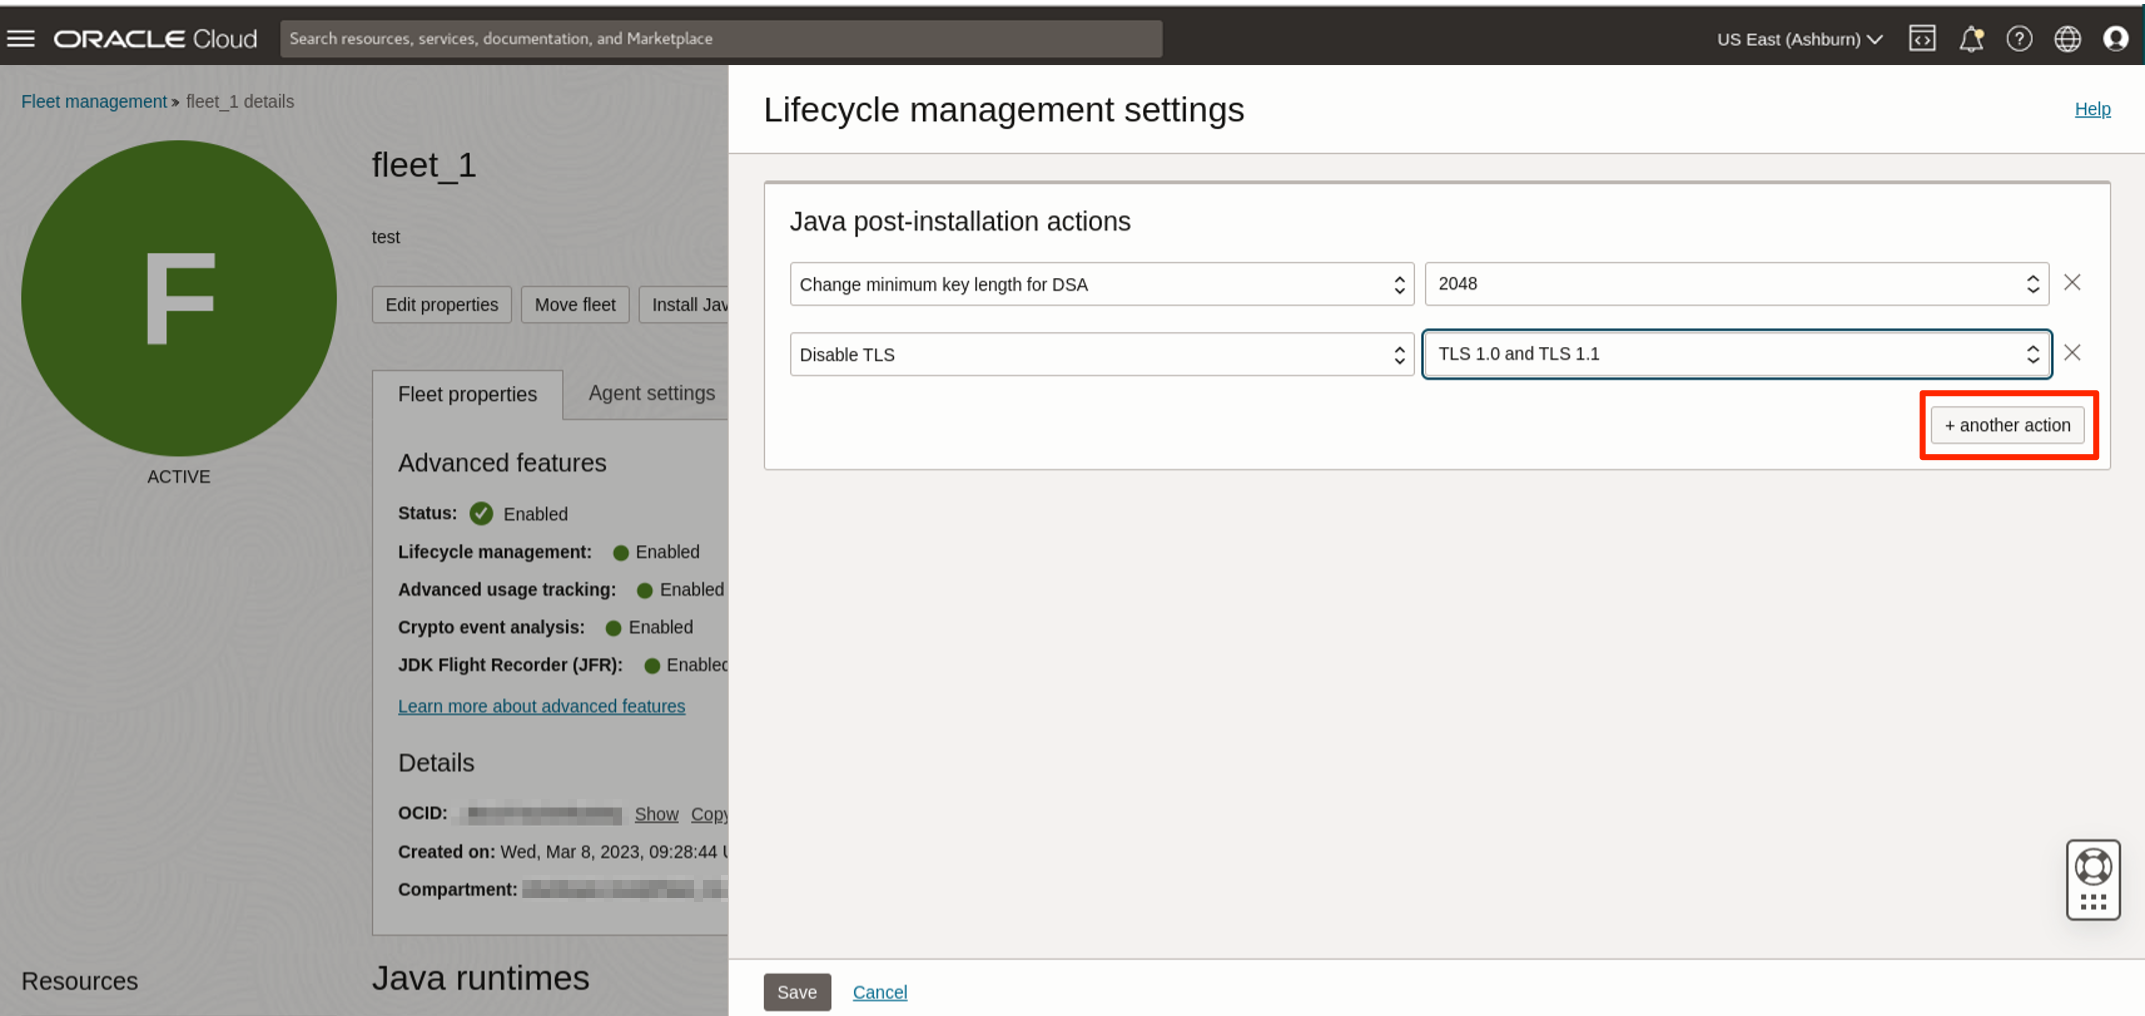 ORACLE Cloud
Search resources, services, documentation, and Marketplace
US East (Ashburn)
Fleet management » fleet_1 details
F
ACTIVE
fleet_1
test
Edit properties
Move fleet
Install Jav
Fleet properties
Agent settings
Advanced features
Status: Enabled
Lifecycle management: Enabled
Advanced usage tracking: Enabled
Crypto event analysis: Enabled
JDK Flight Recorder (JFR): Enabled
Learn more about advanced features
Details
OCID: Show Copy
Created on: Wed, Mar 8, 2023, 09:28:44 U
Compartment:
Resources
Java runtimes
Lifecycle management settings
Help
Java post-installation actions
Change minimum key length for DSA
2048
Disable TLS
TLS 1.0 and TLS 1.1
+ another action
Save
Cancel